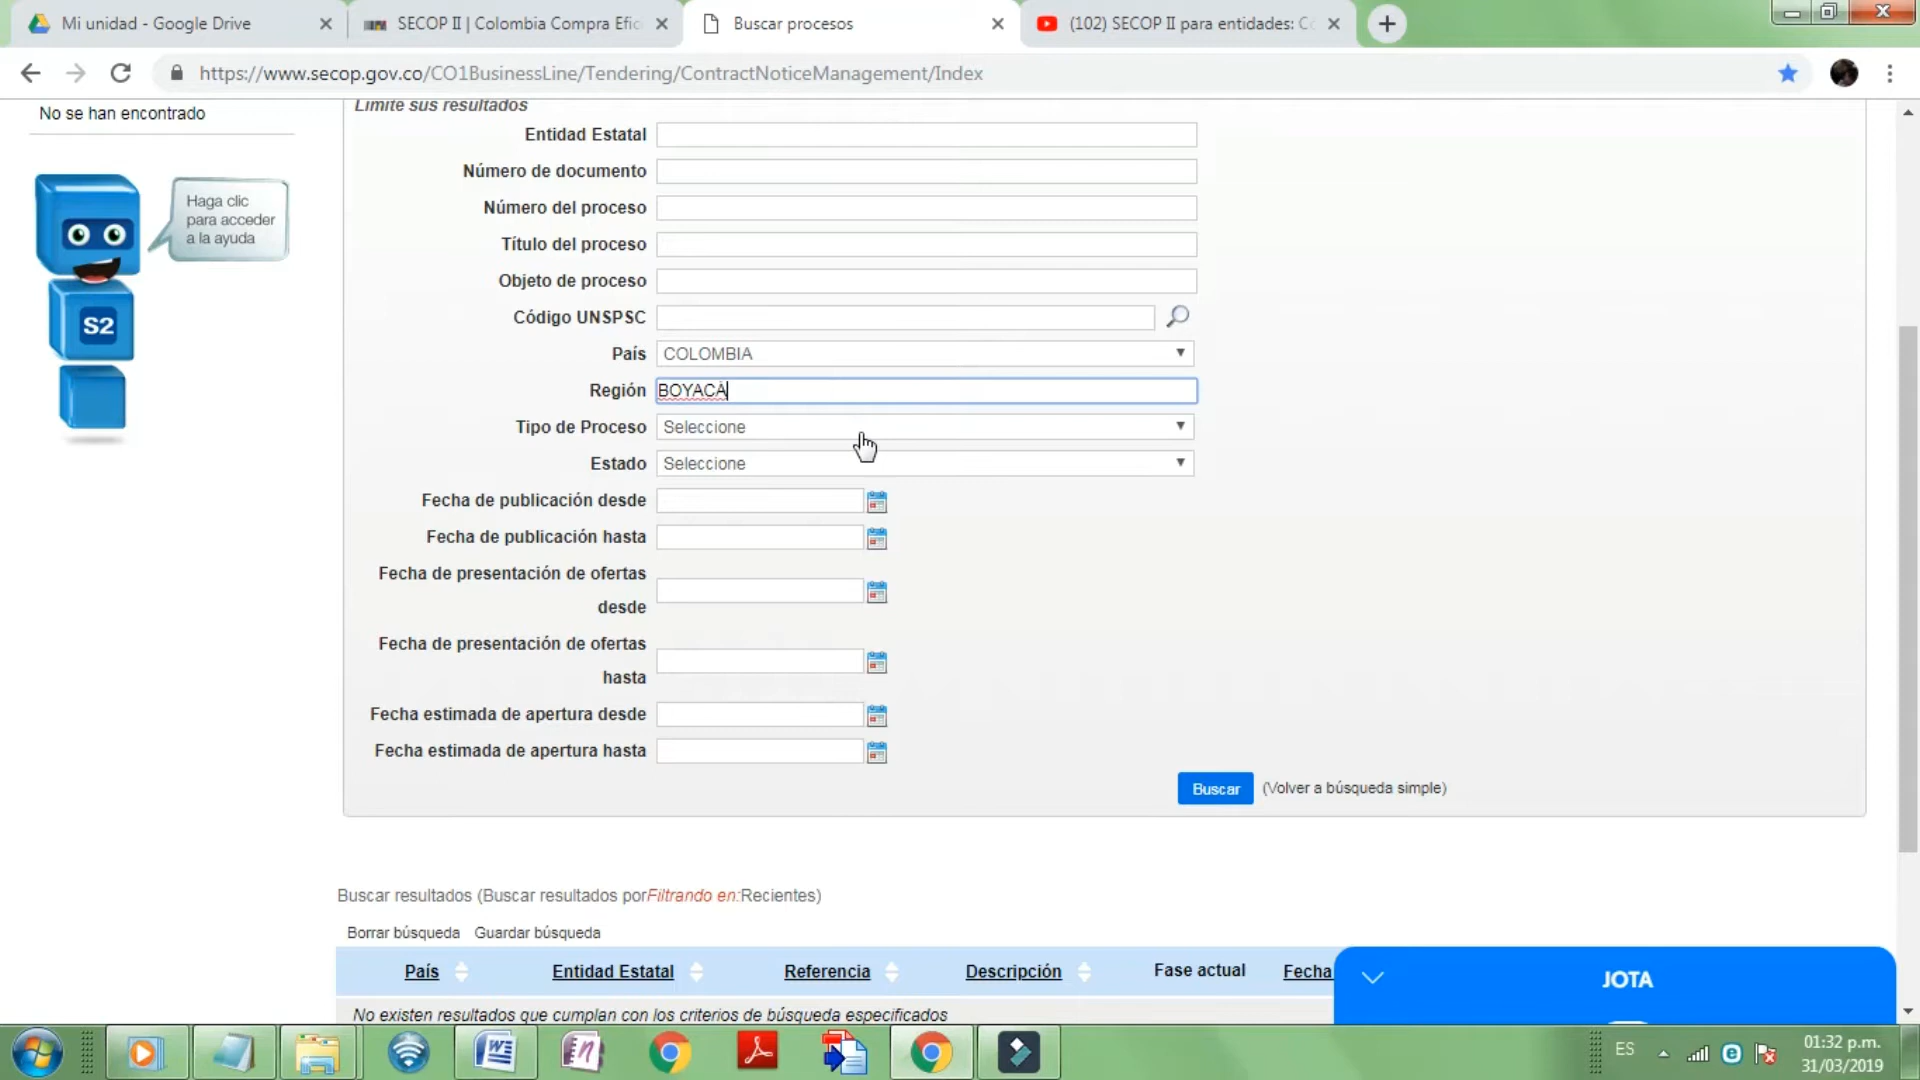 Mi unidad - Google Drive
SECOP II | Colombia Compra Efic
Buscar procesos
(102) SECOP II para entidades: Co
https://www.secop.gov.co/CO1BusinessLine/Tendering/ContractNoticeManagement/Index
No se han encontrado
Haga clic
para acceder
a la ayuda
S2
Limite sus resultados
Entidad Estatal
Número de documento
Número del proceso
Título del proceso
Objeto de proceso
Código UNSPSC
País COLOMBIA
Región BOYACÁ
Tipo de Proceso Seleccione
Estado Seleccione
Fecha de publicación desde
Fecha de publicación hasta
Fecha de presentación de ofertas
desde
Fecha de presentación de ofertas
hasta
Fecha estimada de apertura desde
Fecha estimada de apertura hasta
Buscar (Volver a búsqueda simple)
Buscar resultados (Buscar resultados porFiltrando en:Recientes)
Borrar búsqueda Guardar búsqueda
País Entidad Estatal Referencia Descripción Fase actual Fecha
JOTA
No existen resultados que cumplan con los criterios de búsqueda especificados
ES
01:32 p.m.
31/03/2019